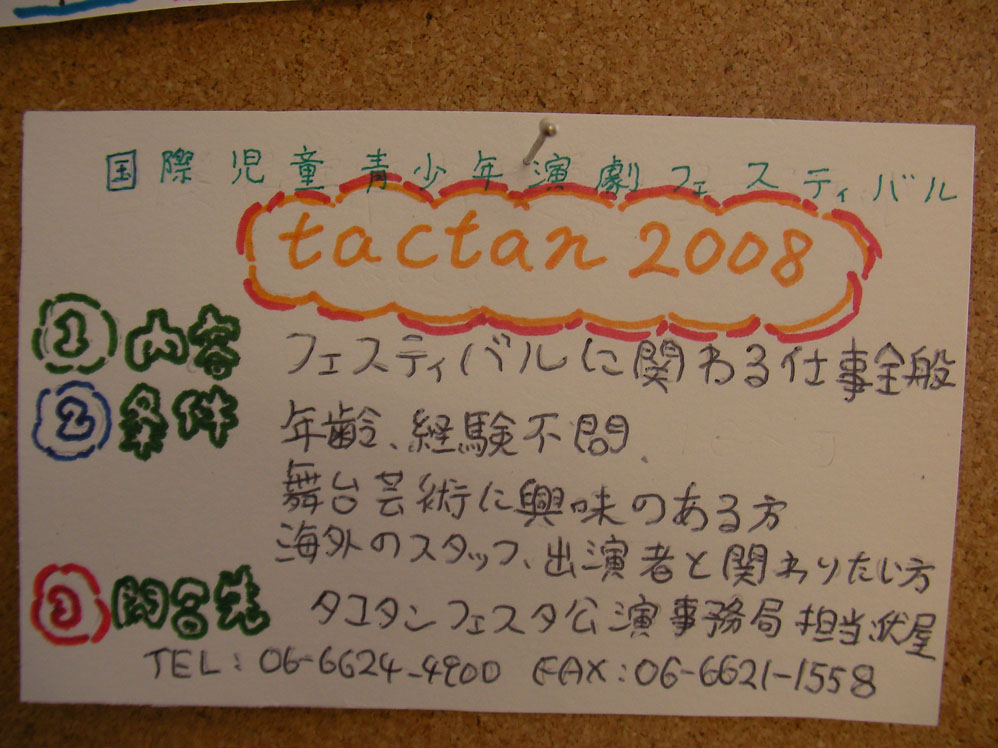 国際児童青少年演劇フェスティバル
tactan 2008
① 内容 フェスティバルに関わる仕事全般
② 条件 年齢、経験不問
舞台芸術に興味のある方
海外のスタッフ、出演者と関わりたい方
③ 問合先 タコタンフェスタ公演事務局 担当:伏屋
TEL:06-6624-4900 FAX:06-6621-1558